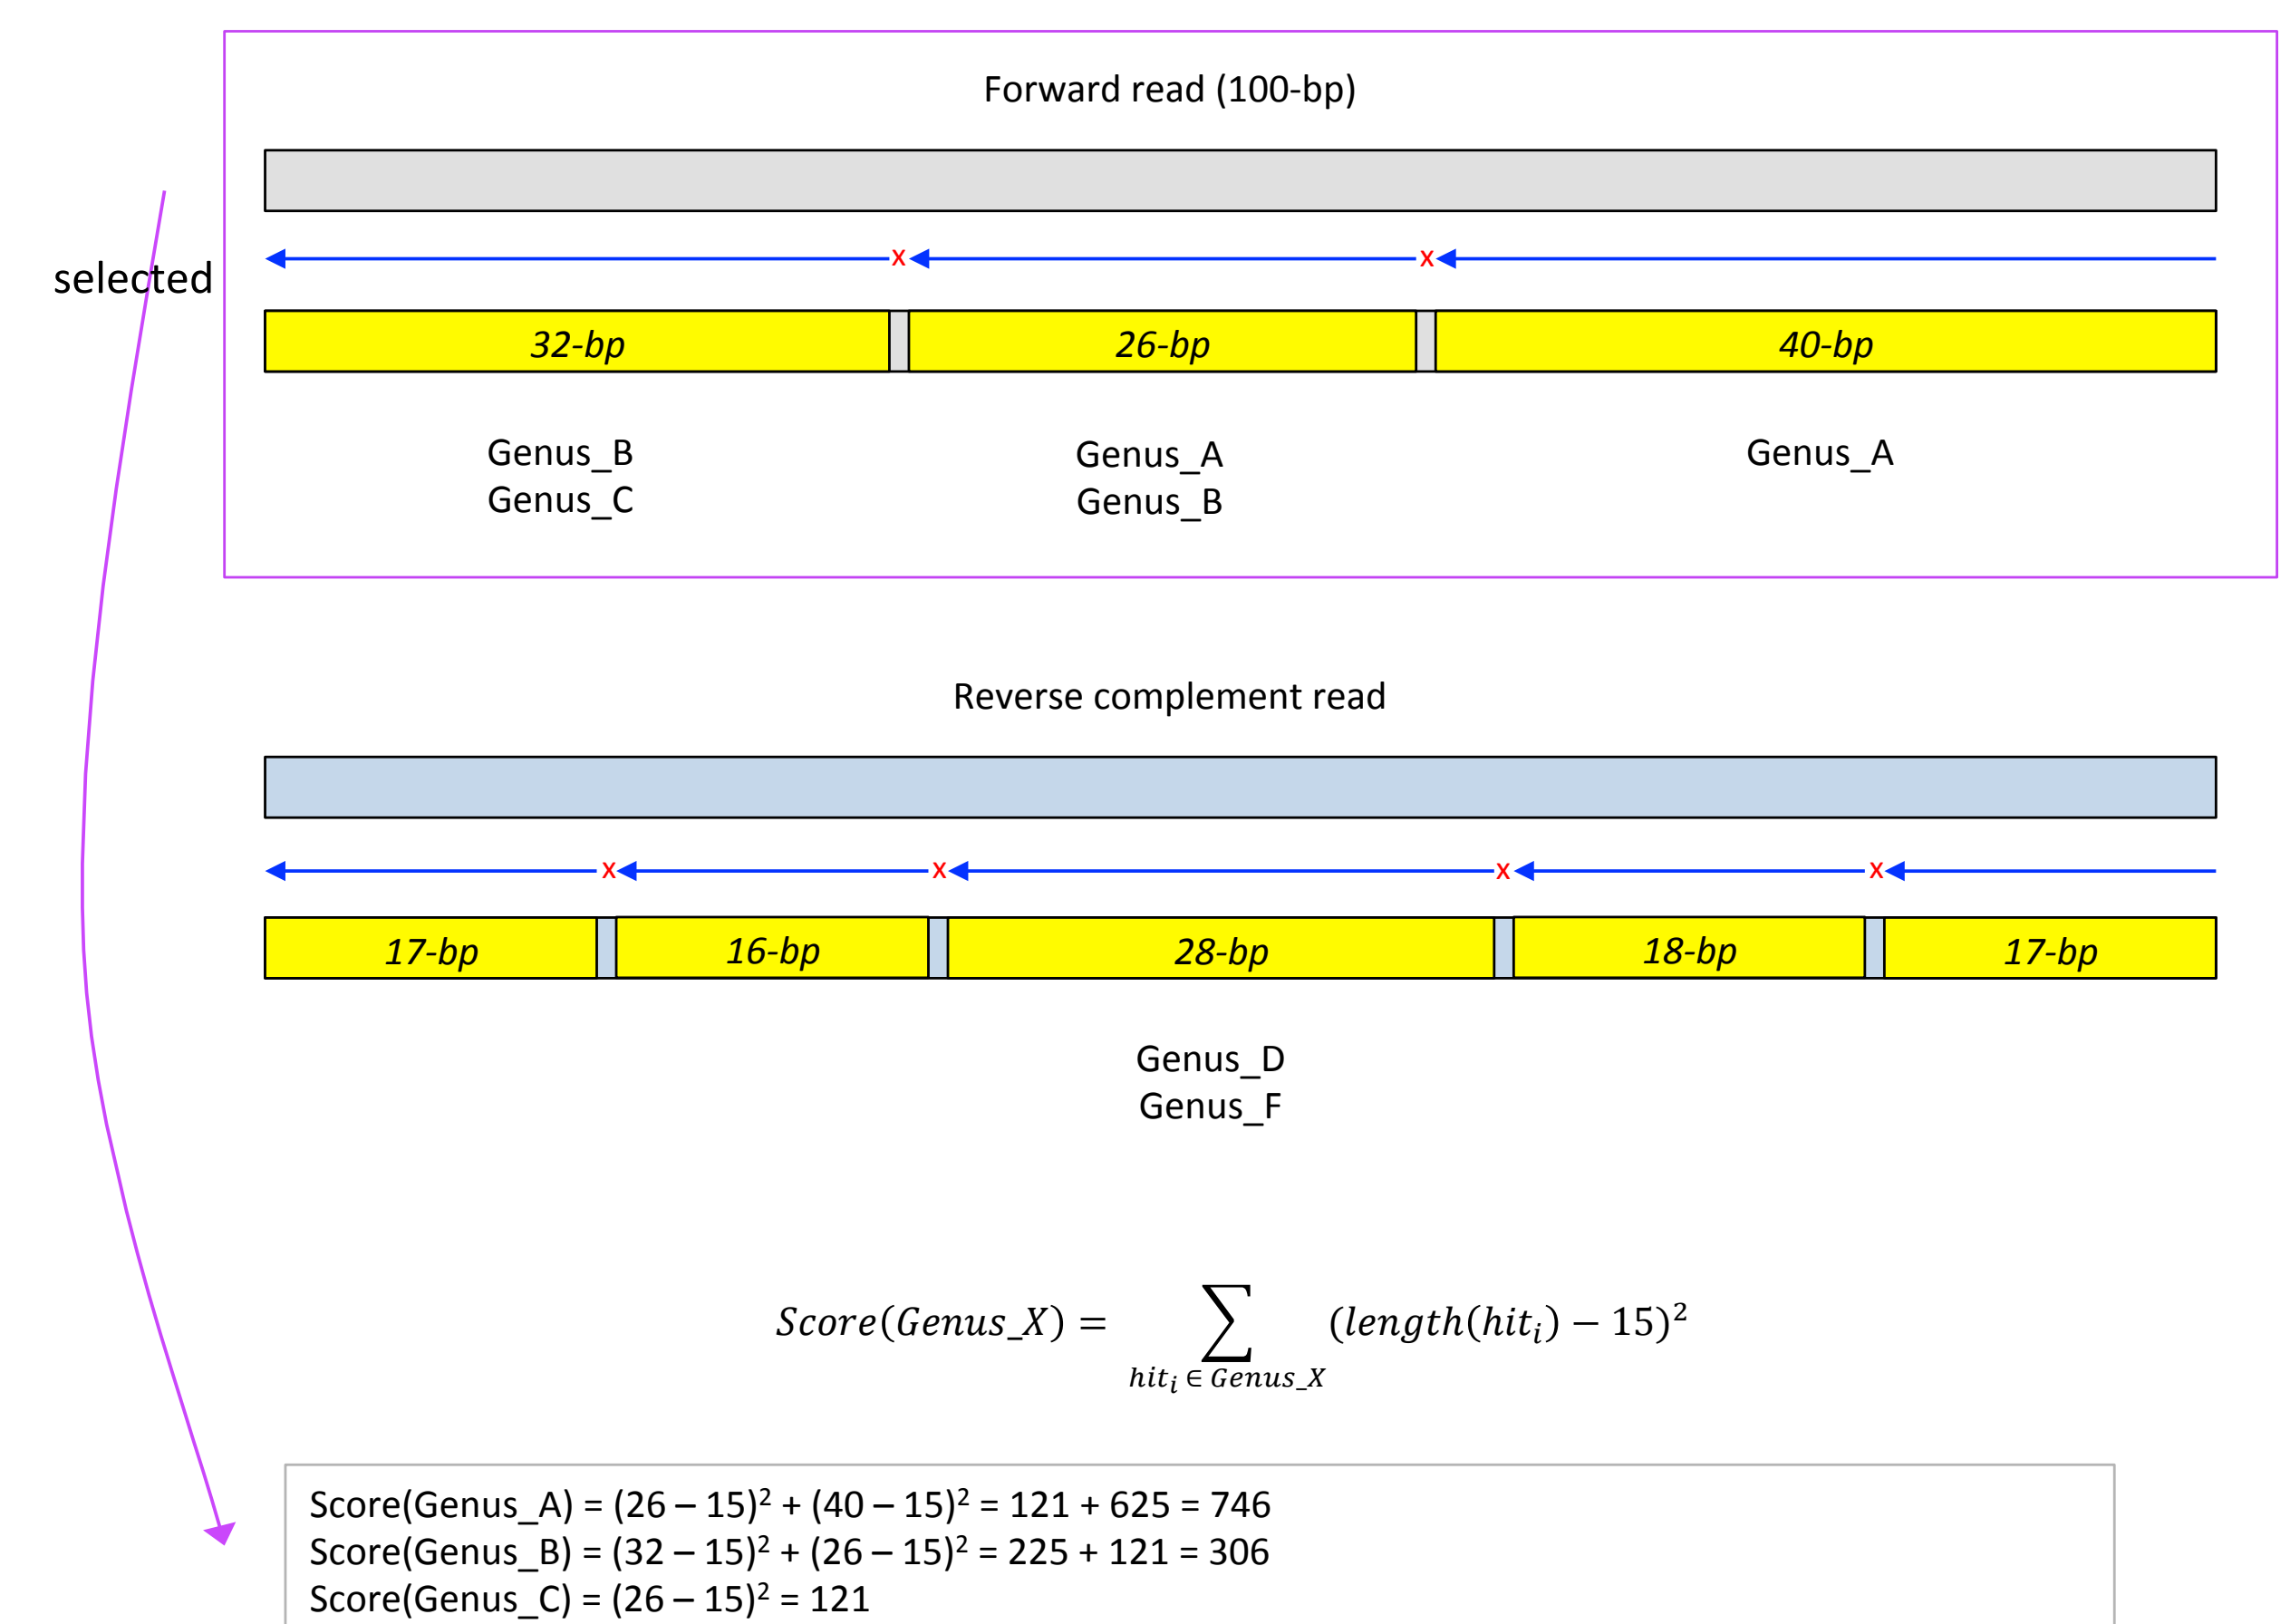 Forward read (100-bp)
x x
selected
32-bp 26-bp 40-bp
Genus_B Genus_A Genus_A
Genus_C Genus_B
Reverse complement read
x x x x
17-bp 16-bp 28-bp 18-bp 17-bp
Genus_D
Genus_F
Score(Genus_X) = ∑ (length(hitᵢ) − 15)²
hitᵢ ∈ Genus_X
Score(Genus_A) = (26 – 15)² + (40 – 15)² = 121 + 625 = 746
Score(Genus_B) = (32 – 15)² + (26 – 15)² = 225 + 121 = 306
Score(Genus_C) = (26 – 15)² = 121